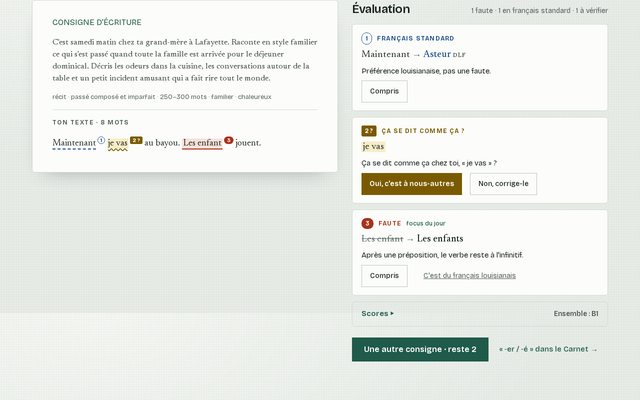 CONSIGNE D'ÉCRITURE
C'est samedi matin chez ta grand-mère à Lafayette. Raconte en style familier
ce qui s'est passé quand toute la famille est arrivée pour le déjeuner
dominical. Décris les odeurs dans la cuisine, les conversations autour de la
table et un petit incident amusant qui a fait rire tout le monde.
récit · passé composé et imparfait · 250–300 mots · familier · chaleureux
TON TEXTE · 8 MOTS
Maintenant 1 je vas 2 ? au bayou. Les enfant 3 jouent.
Évaluation
1 faute · 1 en français standard · 1 à vérifier
1 FRANÇAIS STANDARD
Maintenant → Asteur DLF
Préférence louisianaise, pas une faute.
Compris
2 ? ÇA SE DIT COMME ÇA ?
je vas
Ça se dit comme ça chez toi, « je vas » ?
Oui, c'est à nous-autres
Non, corrige-le
3 FAUTE focus du jour
Les enfant → Les enfants
Après une préposition, le verbe reste à l'infinitif.
Compris
C'est du français louisianais
Scores ▸
Ensemble : B1
Une autre consigne · reste 2
« -er / -é » dans le Carnet →